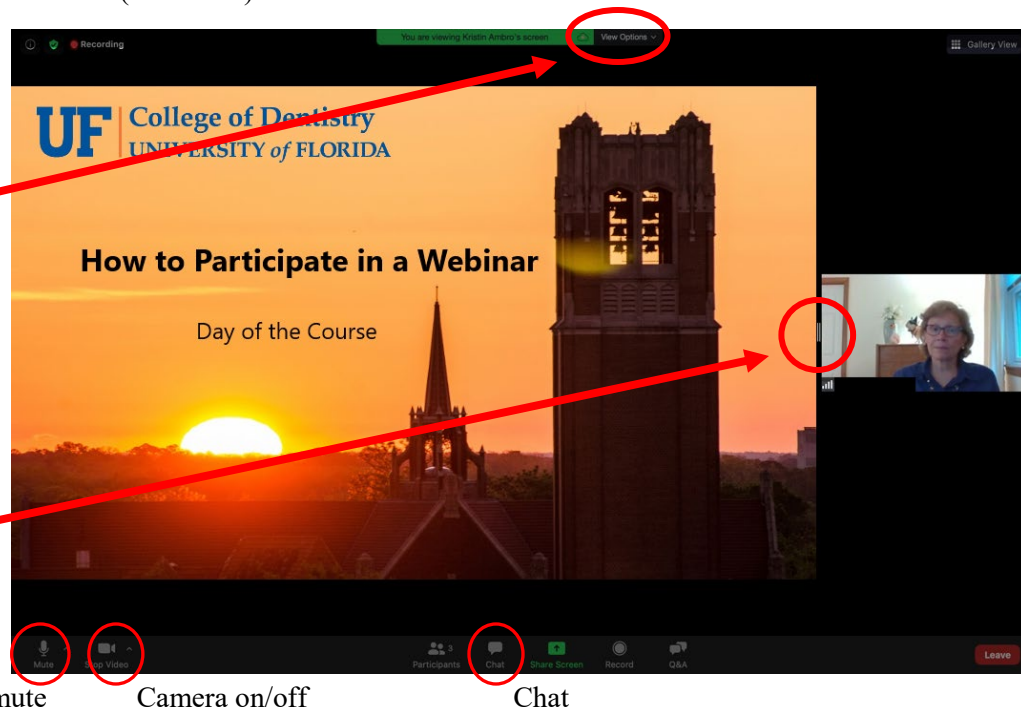 Recording
You are viewing Kristin Ambro's screen
View Options
Gallery View
UF
College of Dentistry
UNIVERSITY of FLORIDA
How to Participate in a Webinar
Day of the Course
Mute
Stop Video
Participants
3
Chat
Share Screen
Record
Q&A
Leave
Camera on/off
Chat